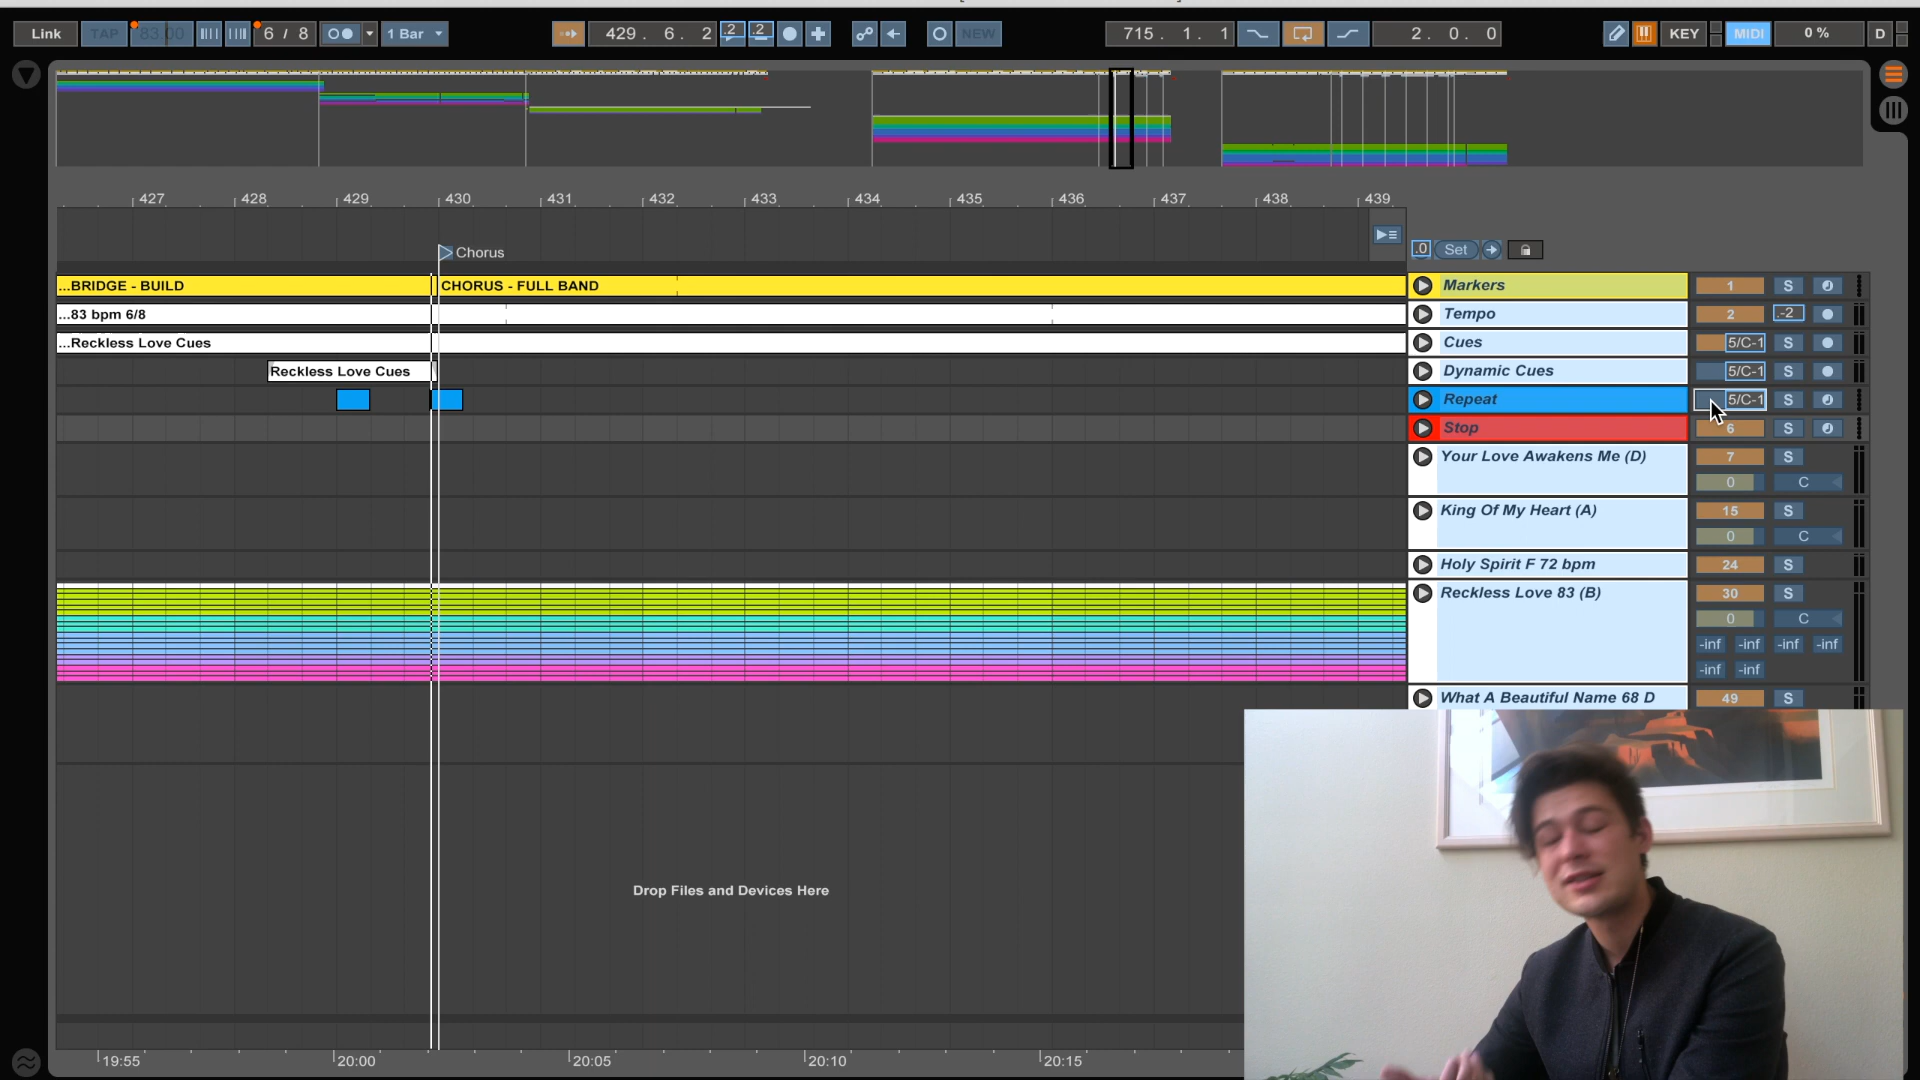 Link TAP 83.00 6 / 8 1 Bar 429. 6. 2 .2 .2 NEW 715. 1. 1 2. 0. 0 KEY MIDI 0 % D
427 428 429 430 431 432 433 434 435 436 437 438 439
Chorus .0 Set
...BRIDGE - BUILD CHORUS - FULL BAND Markers 1 S
...83 bpm 6/8 Tempo 2 .-2
...Reckless Love Cues Cues 5/C-1 S
Reckless Love Cues Dynamic Cues 5/C-1 S
Repeat 5/C-1 S
Stop 6 S
Your Love Awakens Me (D) 7 S
0 C
King Of My Heart (A) 15 S
0 C
Holy Spirit F 72 bpm 24 S
Reckless Love 83 (B) 30 S
0 C
-inf -inf -inf -inf
-inf -inf
What A Beautiful Name 68 D 49 S
Drop Files and Devices Here
19:55 20:00 20:05 20:10 20:15